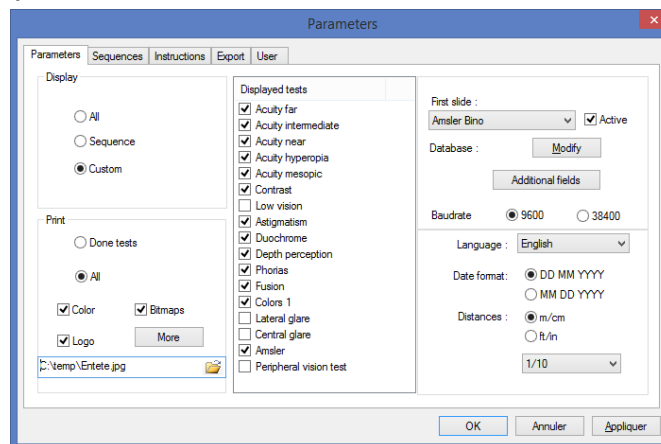 Parameters
Parameters Sequences Instructions Export User
Display
All
Sequence
Custom
Print
Done tests
All
Color Bitmaps
Logo More
C:\temp\Entete.jpg
Displayed tests
Acuity far
Acuity intermediate
Acuity near
Acuity hyperopia
Acuity mesopic
Contrast
Low vision
Astigmatism
Duochrome
Depth perception
Phorias
Fusion
Colors 1
Lateral glare
Central glare
Amsler
Peripheral vision test
First slide :
Amsler Bino Active
Database : Modify
Additional fields
Baudrate 9600 38400
Language : English
Date format: DD MM YYYY
MM DD YYYY
Distances : m/cm
ft/in
1/10
OK Annuler Appliquer